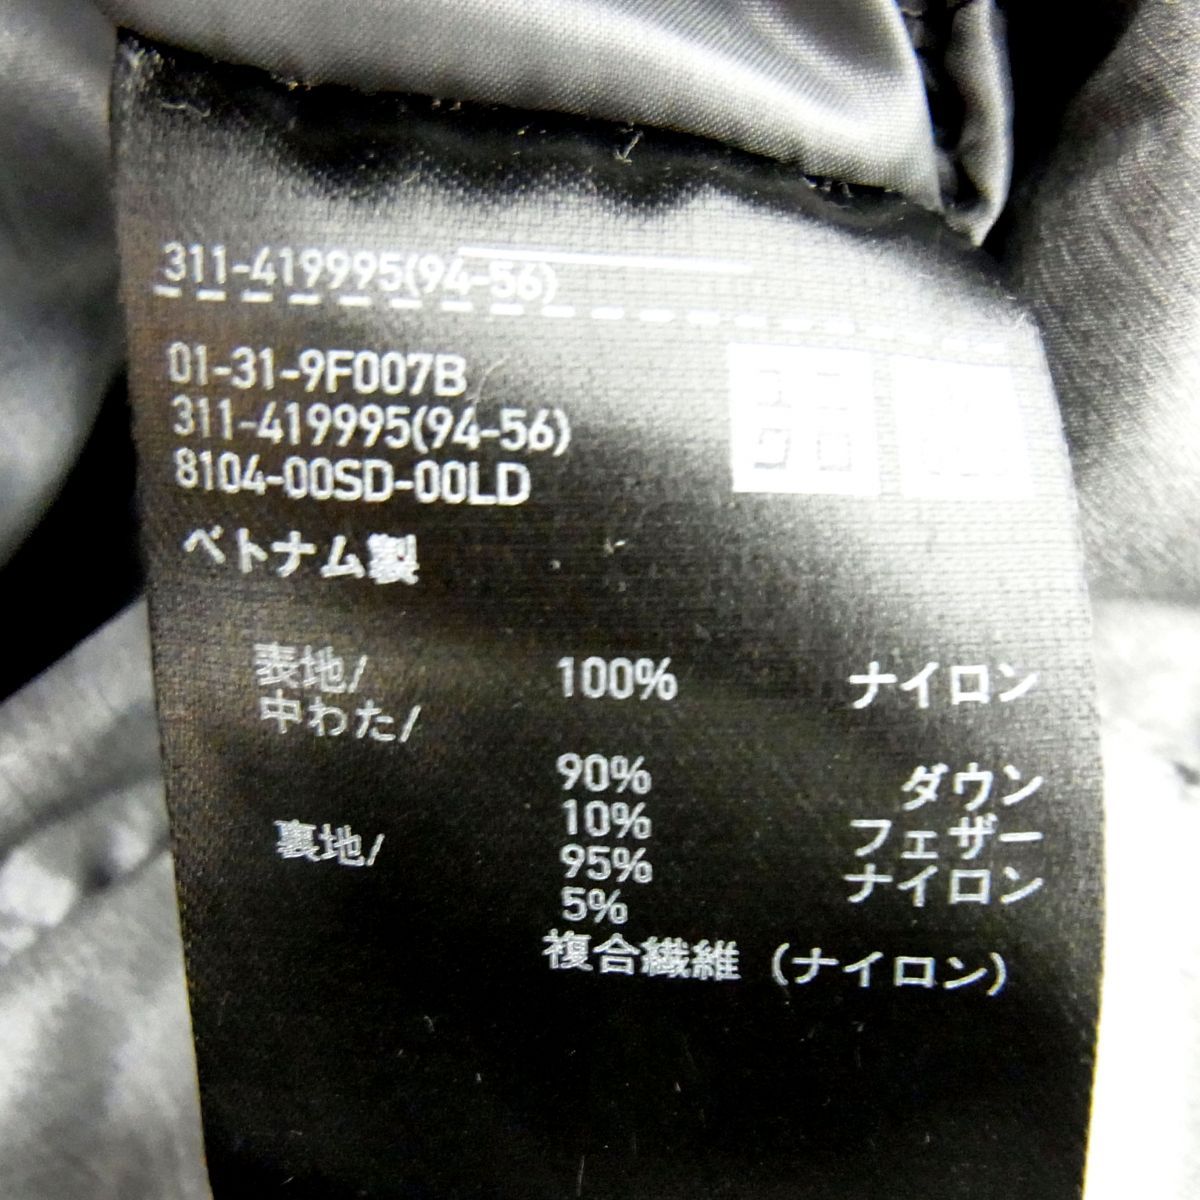 311-419995(94-56)
01-31-9F007B
311-419995(94-56)
8104-00SD-00LD
ベトナム製
表地/ 100% ナイロン
中わた/
90% ダウン
10% フェザー
裏地/ 95% ナイロン
5%
複合繊維（ナイロン）